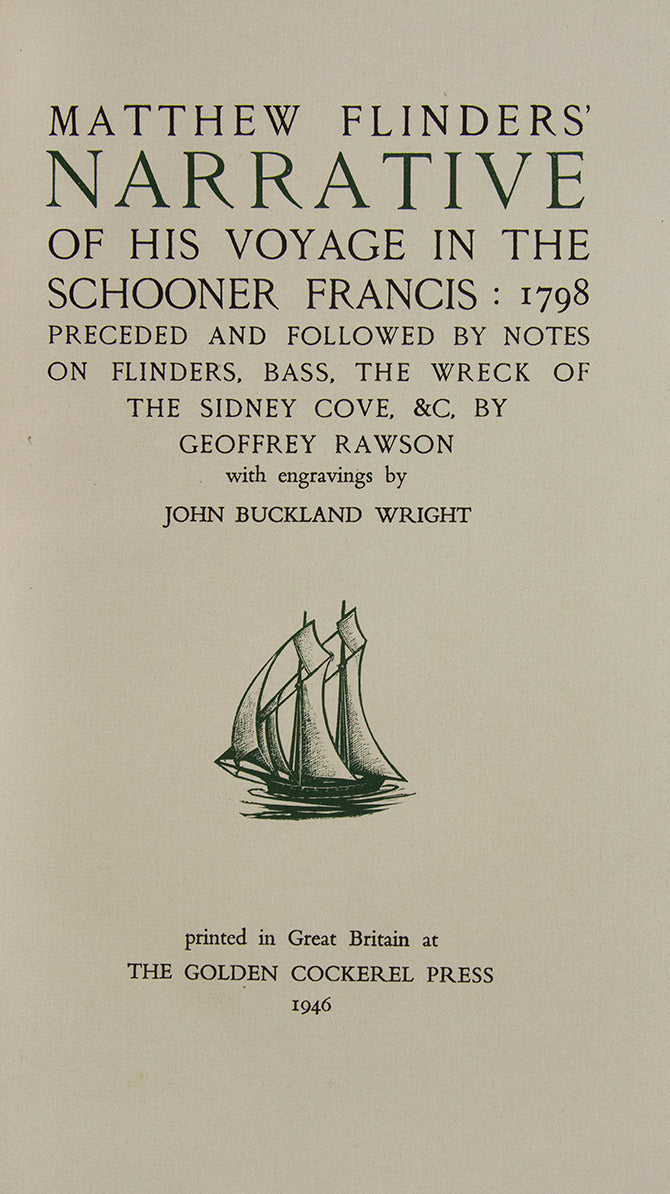 MATTHEW FLINDERS'
NARRATIVE
OF HIS VOYAGE IN THE
SCHOONER FRANCIS : 1798
PRECEDED AND FOLLOWED BY NOTES
ON FLINDERS, BASS, THE WRECK OF
THE SIDNEY COVE, &C, BY
GEOFFREY RAWSON
with engravings by
JOHN BUCKLAND WRIGHT
printed in Great Britain at
THE GOLDEN COCKEREL PRESS
1946